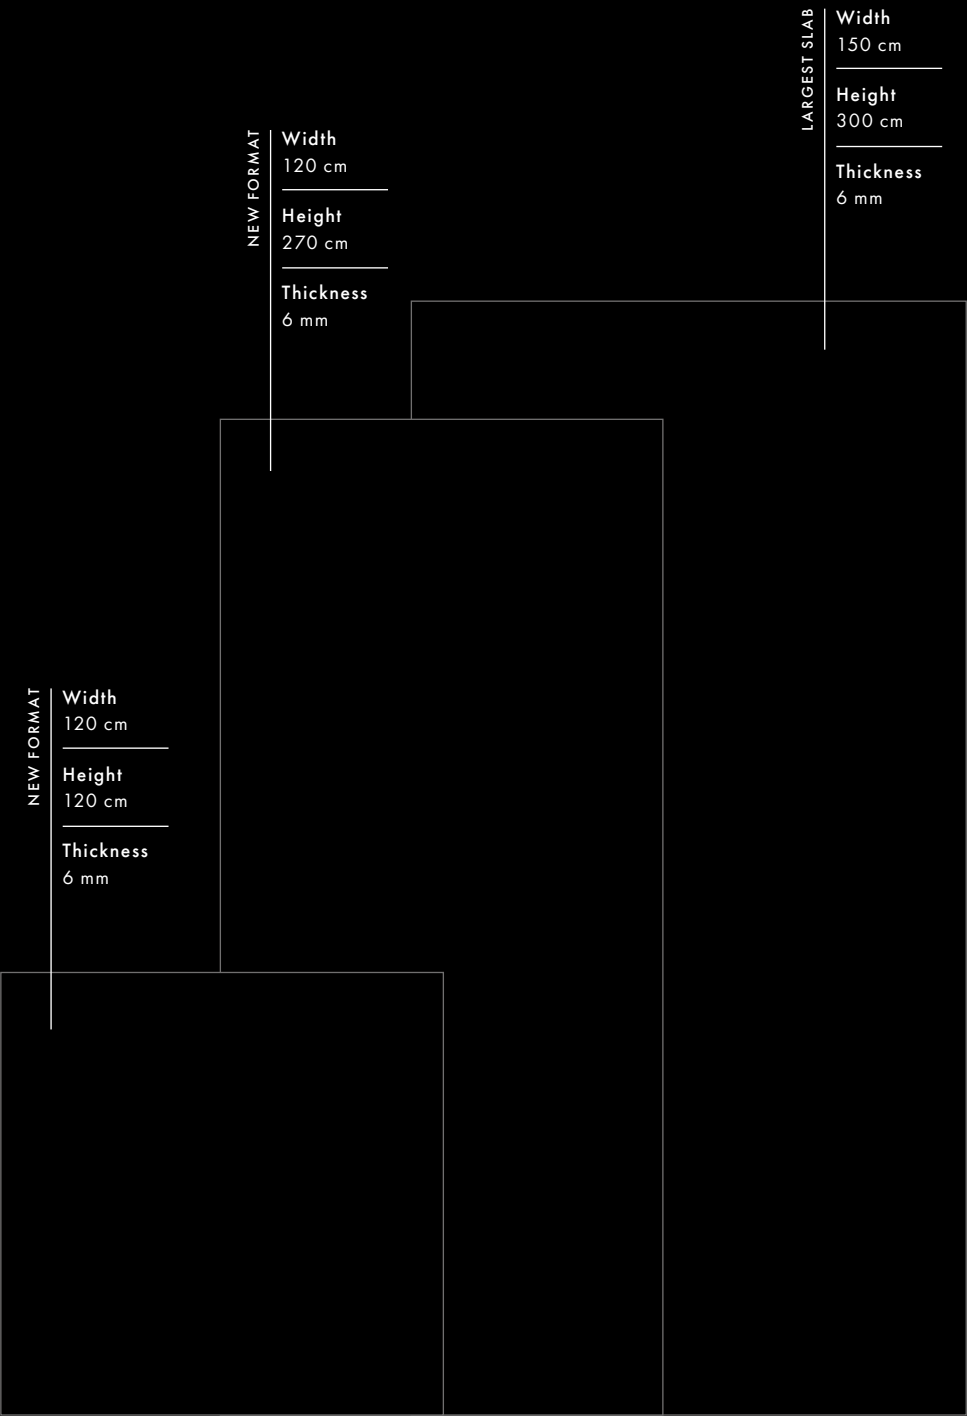 LARGEST SLAB
Width
150 cm
Height
300 cm
Thickness
6 mm
NEW FORMAT
Width
120 cm
Height
270 cm
Thickness
6 mm
NEW FORMAT
Width
120 cm
Height
120 cm
Thickness
6 mm